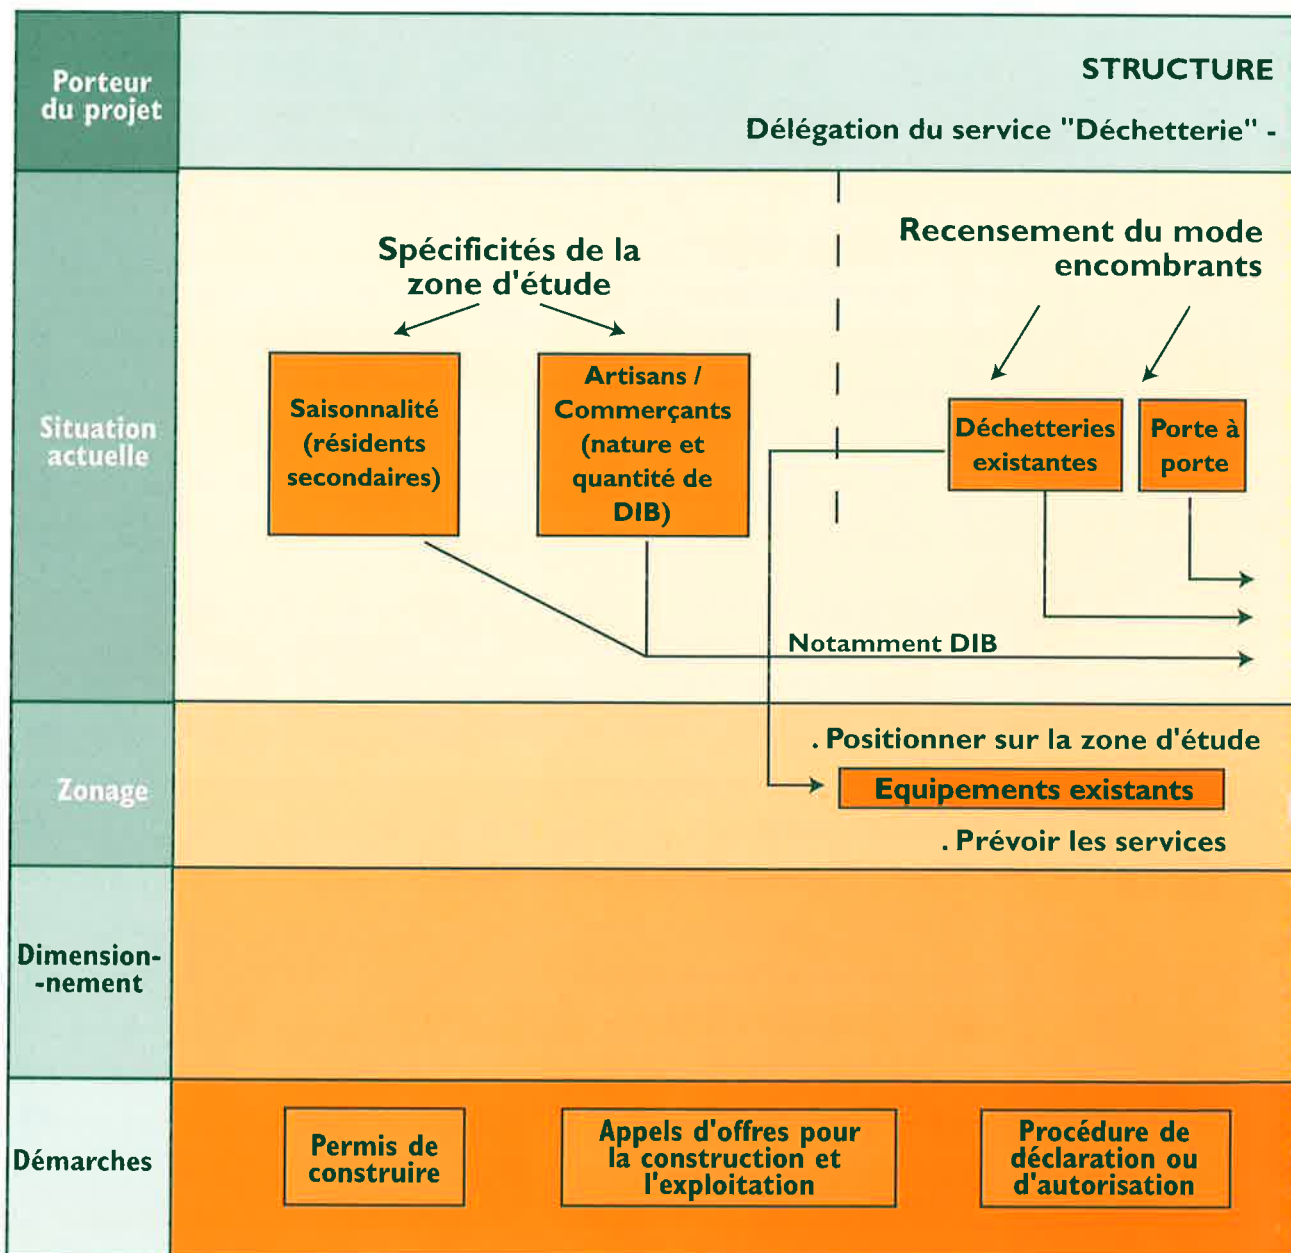 Porteur
du projet
STRUCTURE
Délégation du service "Déchetterie" -
Situation
actuelle
Spécificités de la
zone d'étude
Recensement du mode
encombrants
Saisonnalité
(résidents
secondaires)
Artisans /
Commerçants
(nature et
quantité de
DIB)
Déchetteries
existantes
Porte à
porte
Notamment DIB
Zonage
. Positionner sur la zone d'étude
Equipements existants
. Prévoir les services
Dimension-
-nement
Démarches
Permis de
construire
Appels d'offres pour
la construction et
l'exploitation
Procédure de
déclaration ou
d'autorisation